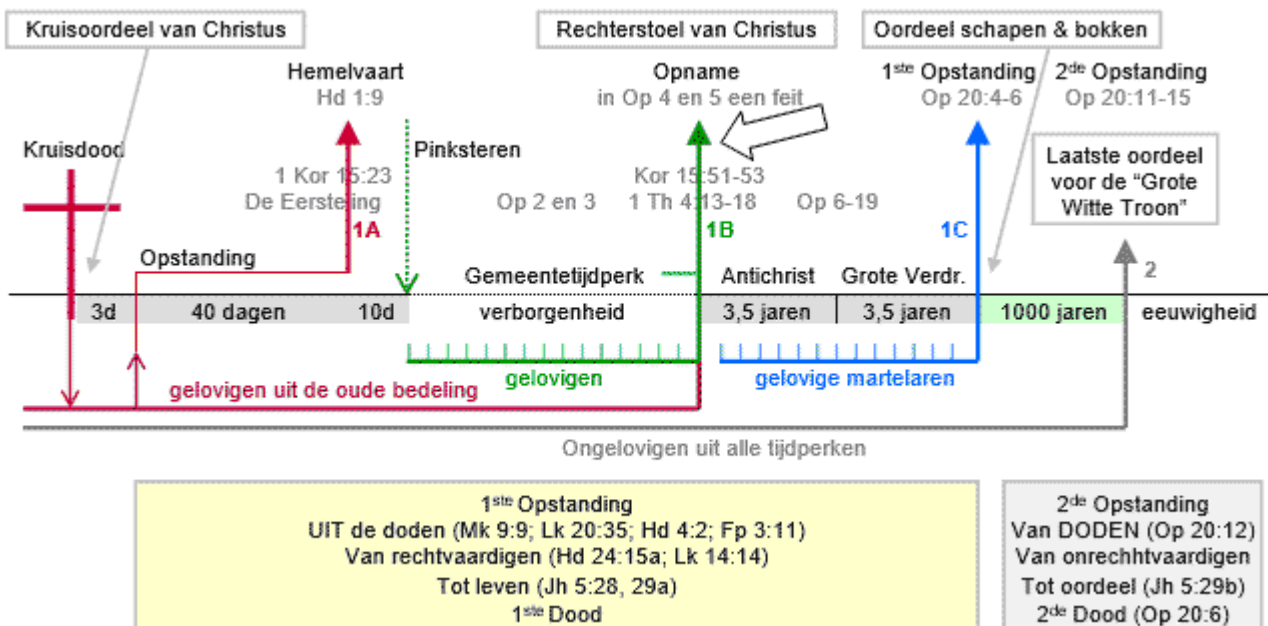 Kruisoordeel van Christus
Rechterstoel van Christus
Oordeel schapen & bokken
Hemelvaart
Hd 1:9
Opname
in Op 4 en 5 een feit
1ste Opstanding
Op 20:4-6
2de Opstanding
Op 20:11-15
Kruisdood
Pinksteren
Laatste oordeel
voor de “Grote
Witte Troon”
1 Kor 15:23
De Eersteling
Op 2 en 3
Kor 15:51-53
1 Th 4:13-18
Op 6-19
1A
1B
1C
2
Opstanding
Gemeentetijdperk
Antichrist
Grote Verdr.
3d
40 dagen
10d
verborgenheid
3,5 jaren
3,5 jaren
1000 jaren
eeuwigheid
gelovigen
gelovige martelaren
gelovigen uit de oude bedeling
Ongelovigen uit alle tijdperken
1ste Opstanding
UIT de doden (Mk 9:9; Lk 20:35; Hd 4:2; Fp 3:11)
Van rechtvaardigen (Hd 24:15a; Lk 14:14)
Tot leven (Jh 5:28, 29a)
1ste Dood
2de Opstanding
Van DODEN (Op 20:12)
Van onrechhtvaardigen
Tot oordeel (Jh 5:29b)
2de Dood (Op 20:6)